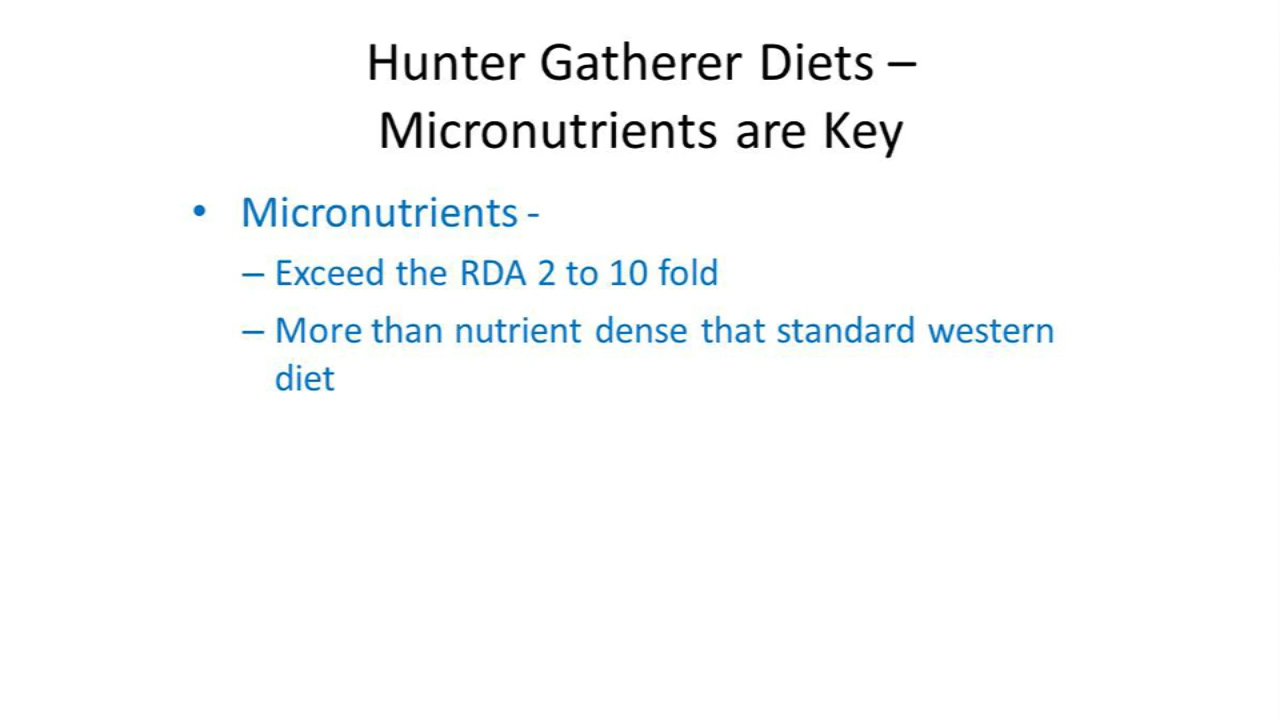 Hunter Gatherer Diets –
Micronutrients are Key
• Micronutrients -
– Exceed the RDA 2 to 10 fold
– More than nutrient dense that standard western
diet